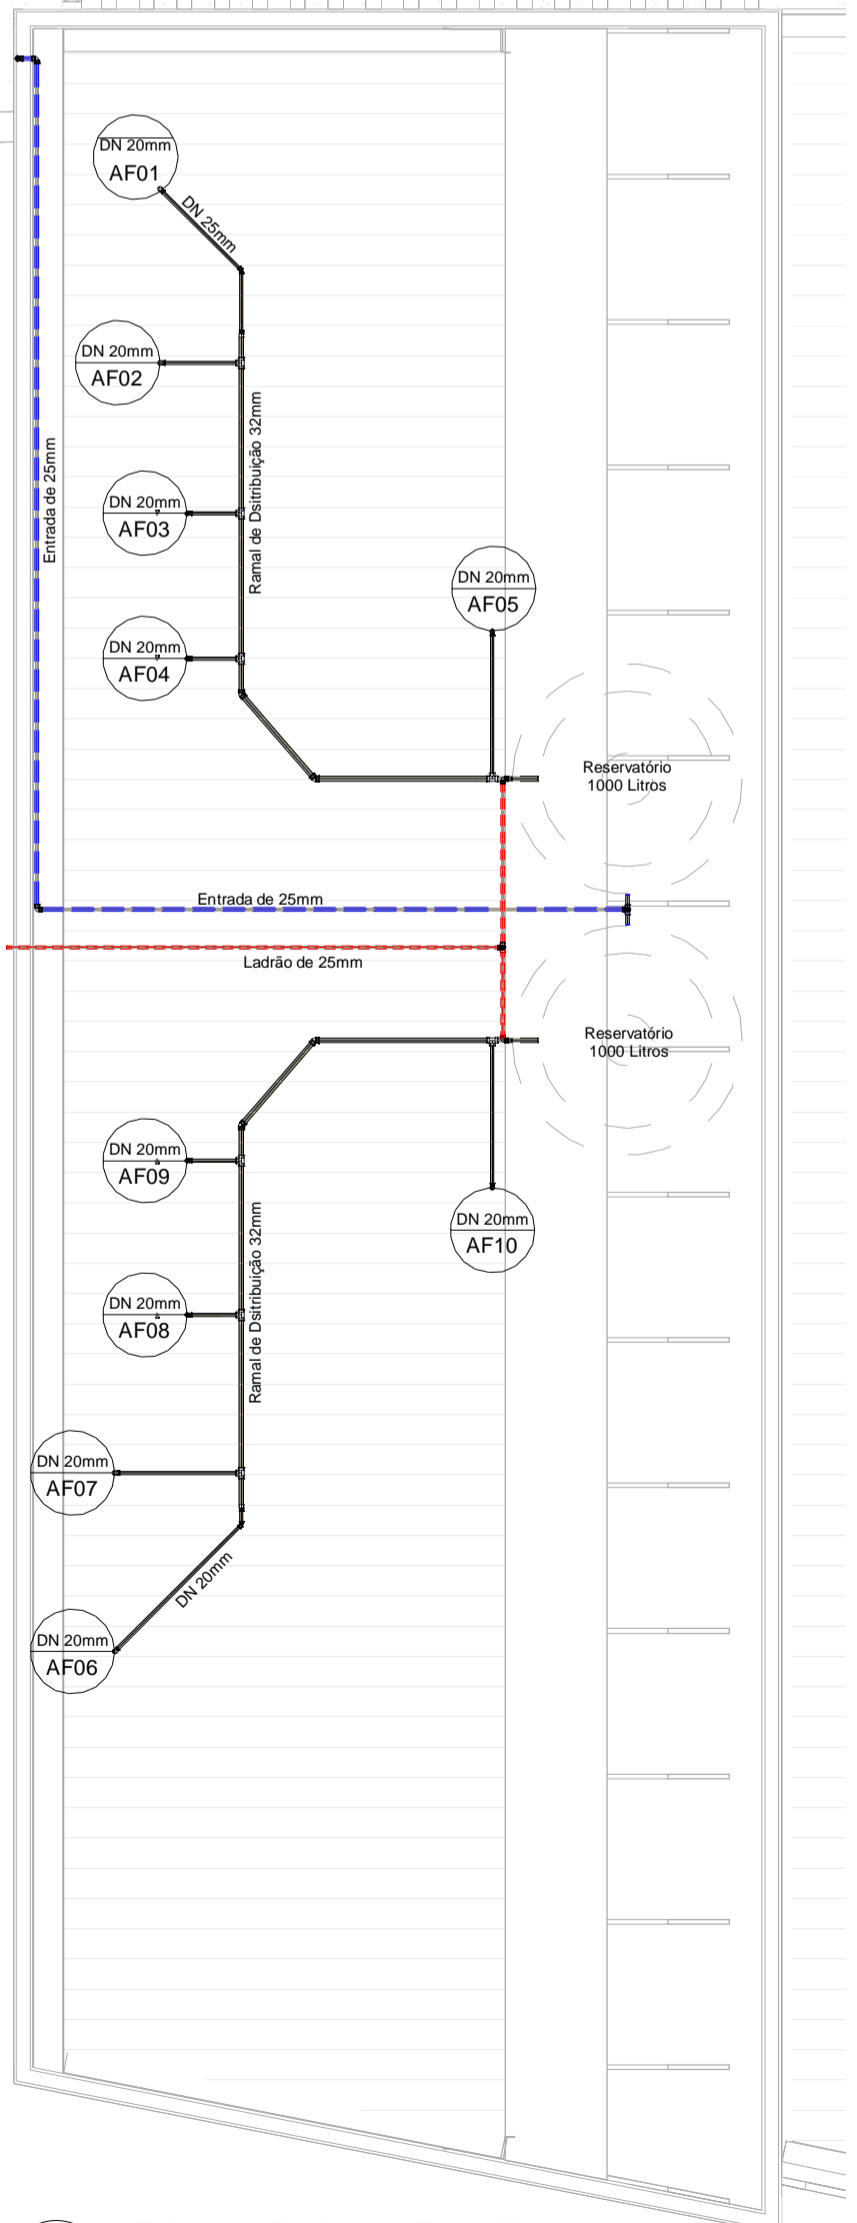 DN 20mm
AF01
DN 25mm
DN 20mm
AF02
Ramal de Dsitribuição 32mm
Entrada de 25mm
DN 20mm
AF03
DN 20mm
AF05
DN 20mm
AF04
Reservatório
1000 Litros
Entrada de 25mm
Ladrão de 25mm
Reservatório
1000 Litros
DN 20mm
AF09
DN 20mm
AF10
Ramal de Dsitribuição 32mm
DN 20mm
AF08
DN 20mm
AF07
DN 20mm
DN 20mm
AF06